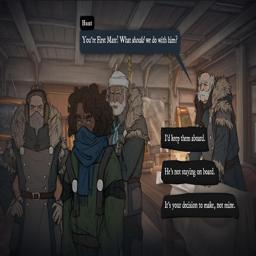 Hunt
You're First Mate! What should we do with him?
I'd keep them aboard.
He's not staying on board.
It's your decision to make, not mine.